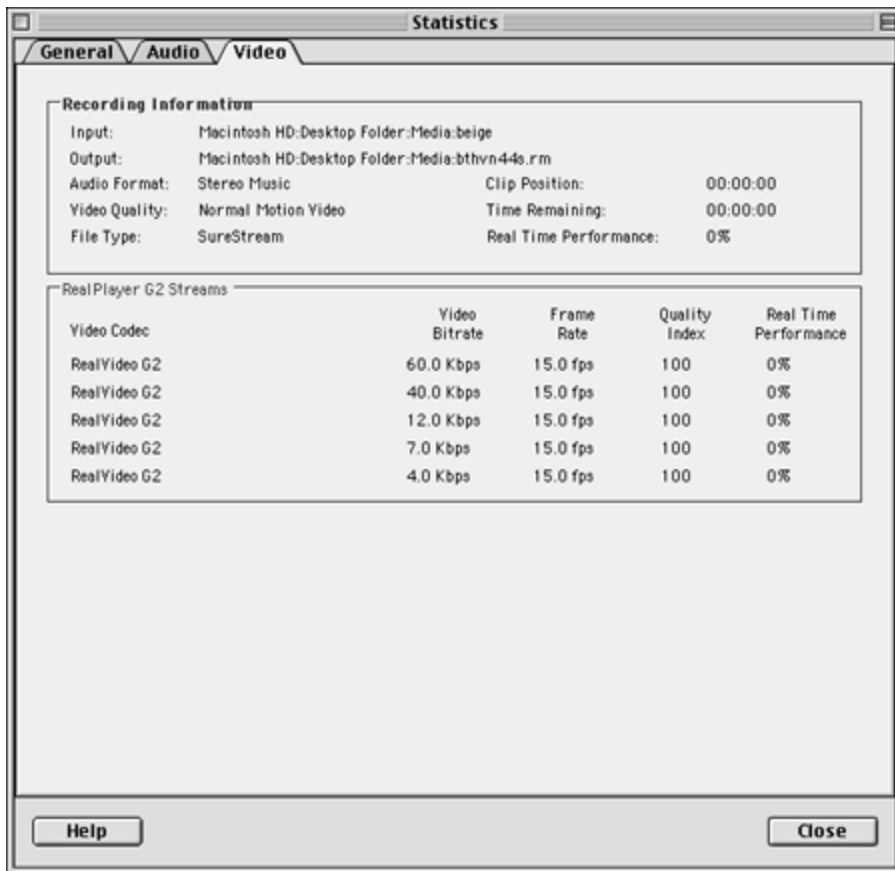 Statistics
General Audio Video
Recording Information
Input: Macintosh HD:Desktop Folder:Media:beige
Output: Macintosh HD:Desktop Folder:Media:bthvn44s.rm
Audio Format: Stereo Music Clip Position: 00:00:00
Video Quality: Normal Motion Video Time Remaining: 00:00:00
File Type: SureStream Real Time Performance: 0%
RealPlayer G2 Streams
Video Codec Video Bitrate Frame Rate Quality Index Real Time Performance
RealVideo G2 60.0 Kbps 15.0 fps 100 0%
RealVideo G2 40.0 Kbps 15.0 fps 100 0%
RealVideo G2 12.0 Kbps 15.0 fps 100 0%
RealVideo G2 7.0 Kbps 15.0 fps 100 0%
RealVideo G2 4.0 Kbps 15.0 fps 100 0%
Help Close